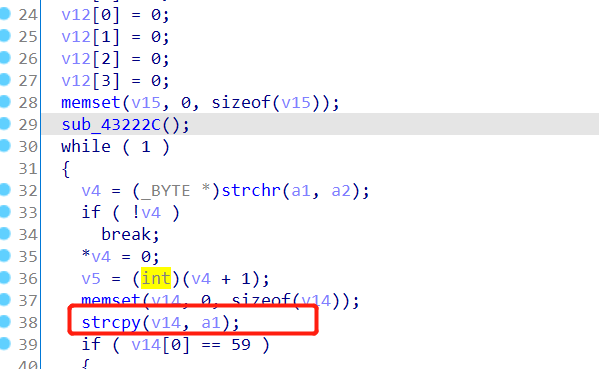 24 v12[0] = 0;
25 v12[1] = 0;
26 v12[2] = 0;
27 v12[3] = 0;
28 memset(v15, 0, sizeof(v15));
29 sub_43222C();
30 while ( 1 )
31 {
32 v4 = (_BYTE *)strchr(a1, a2);
33 if ( !v4 )
34 break;
35 *v4 = 0;
36 v5 = (int)(v4 + 1);
37 memset(v14, 0, sizeof(v14));
38 strcpy(v14, a1);
39 if ( v14[0] == 59 )
40 {